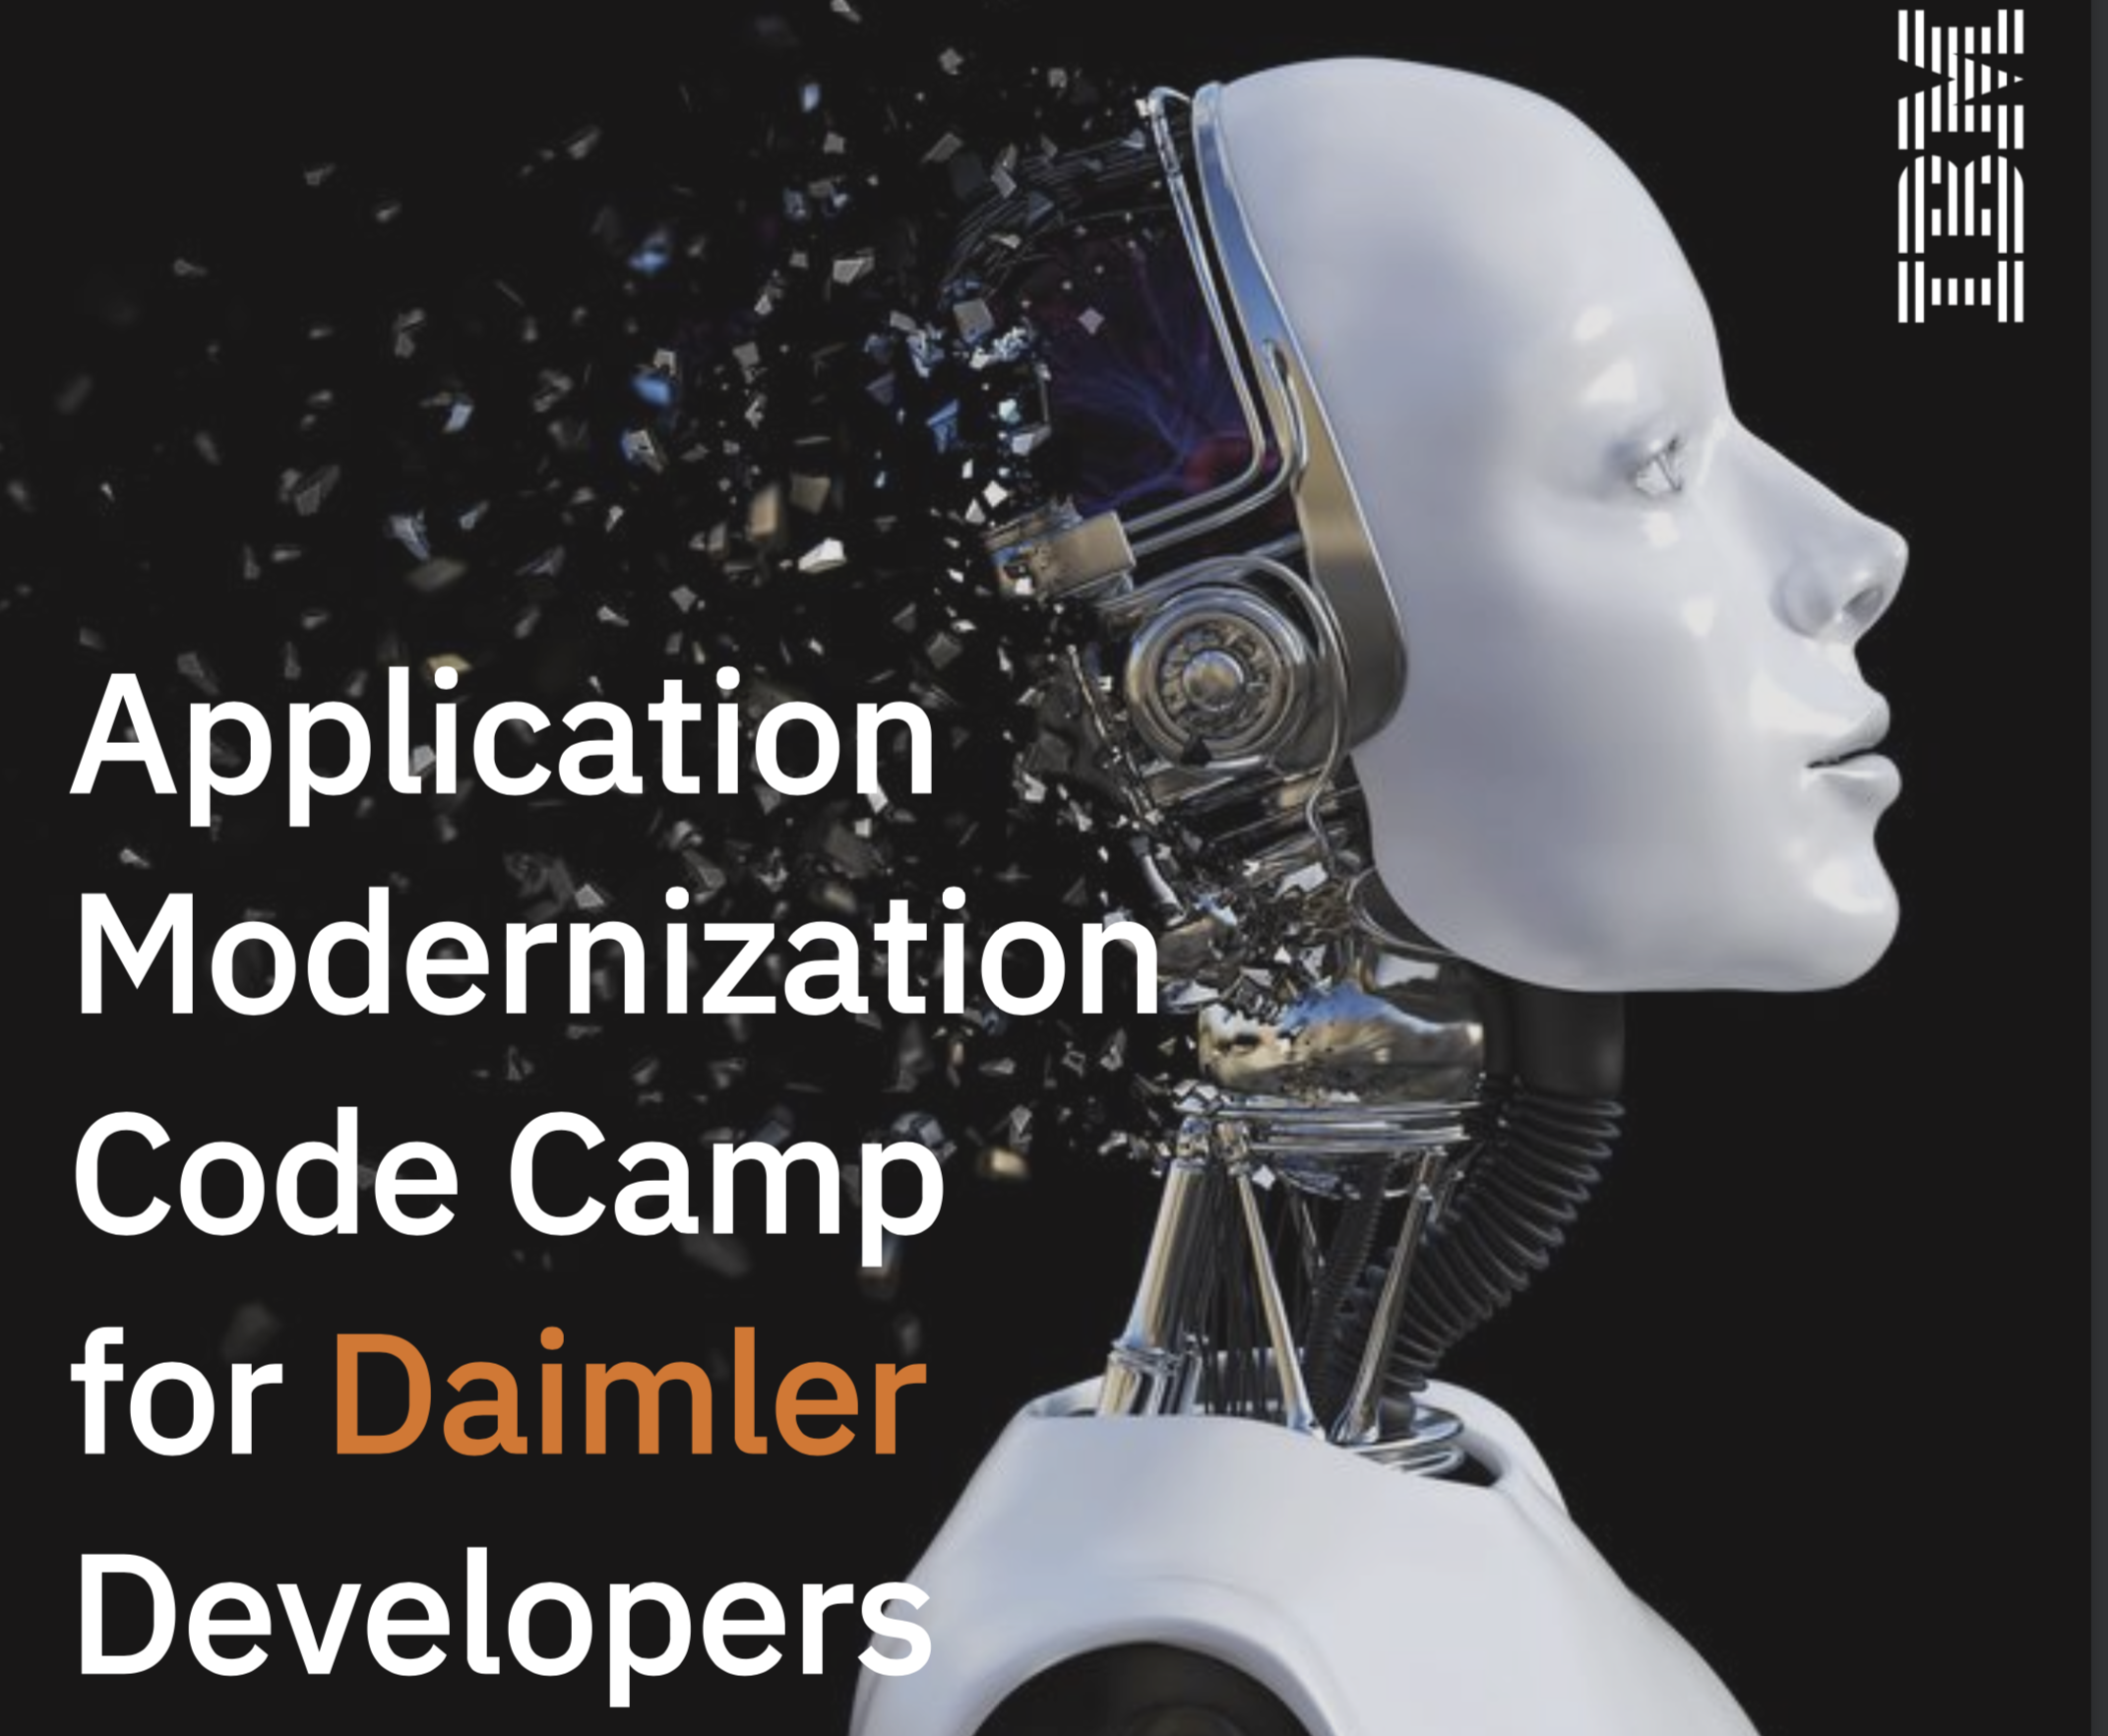 IBM
Application
Modernization
Code Camp
for Daimler
Developers